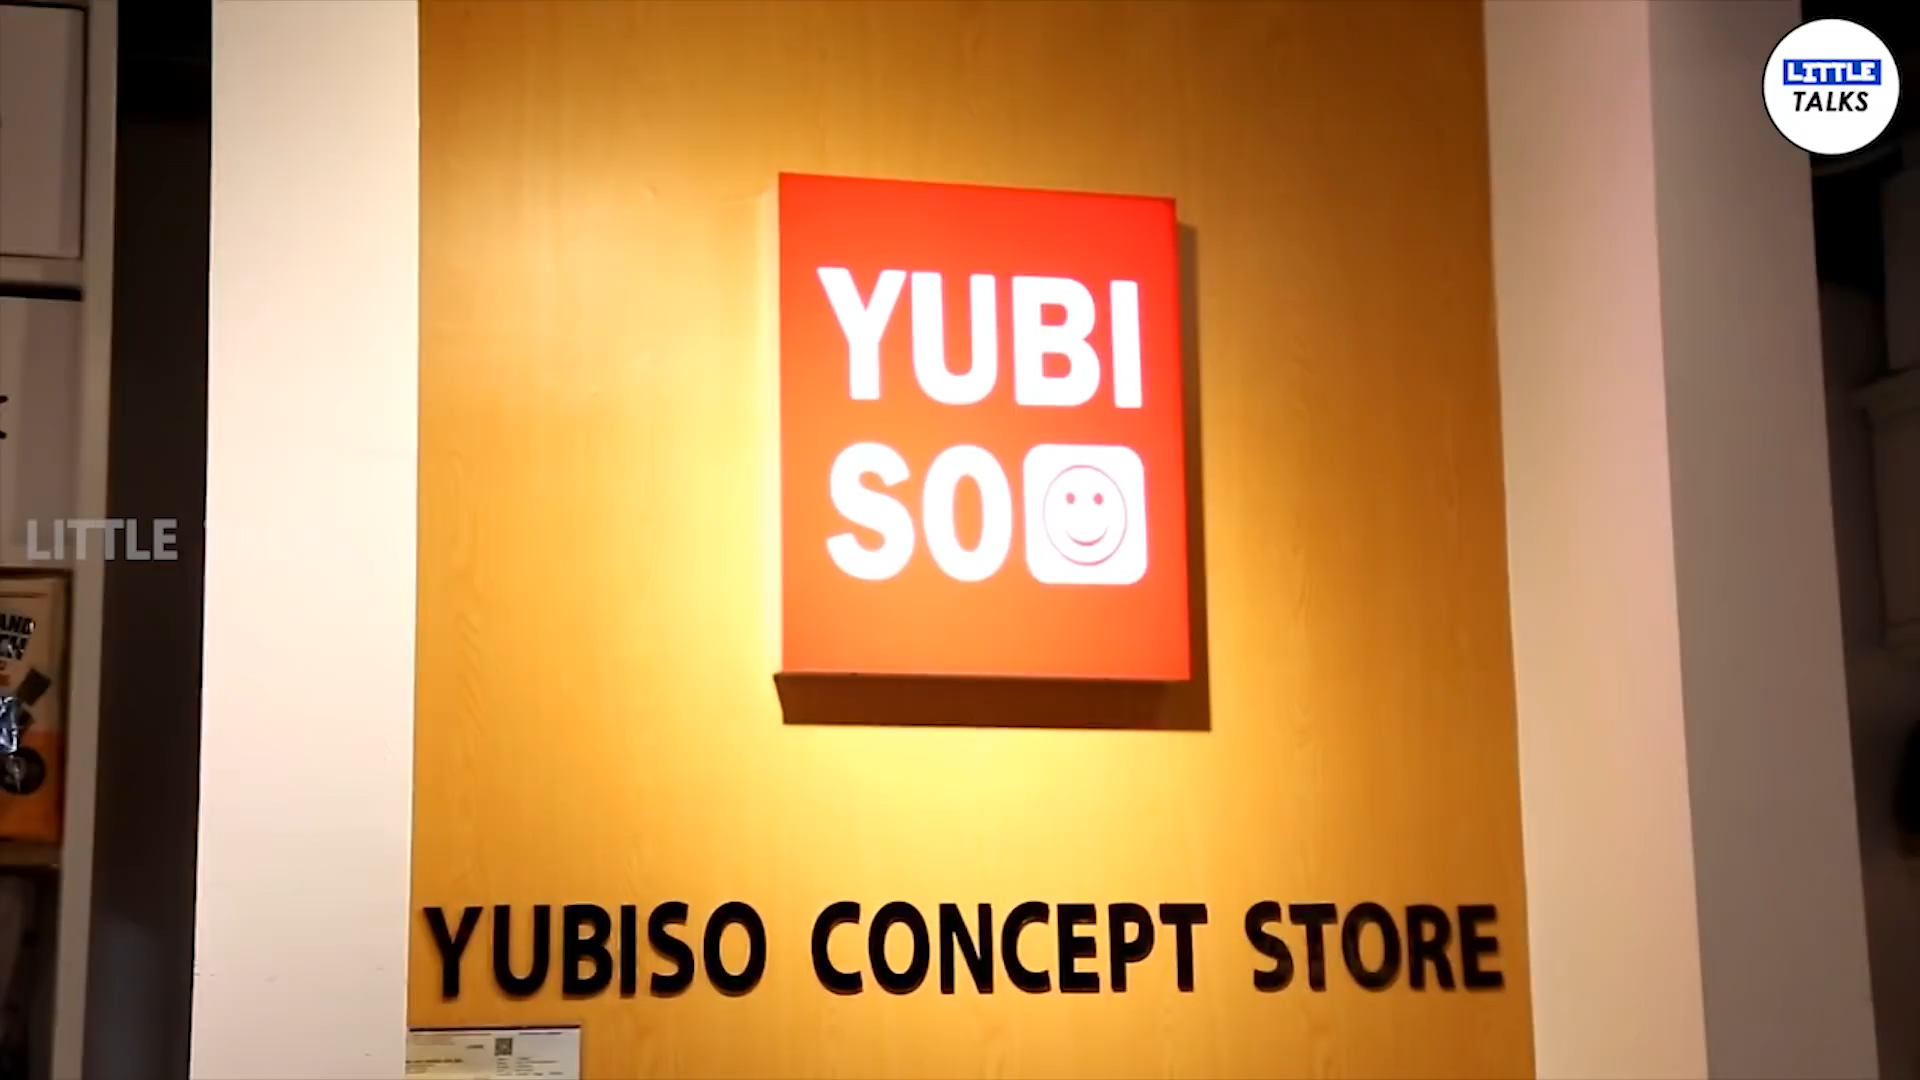 LITTLE
TALKS
YUBI
SO
LITTLE
YUBISO CONCEPT STORE